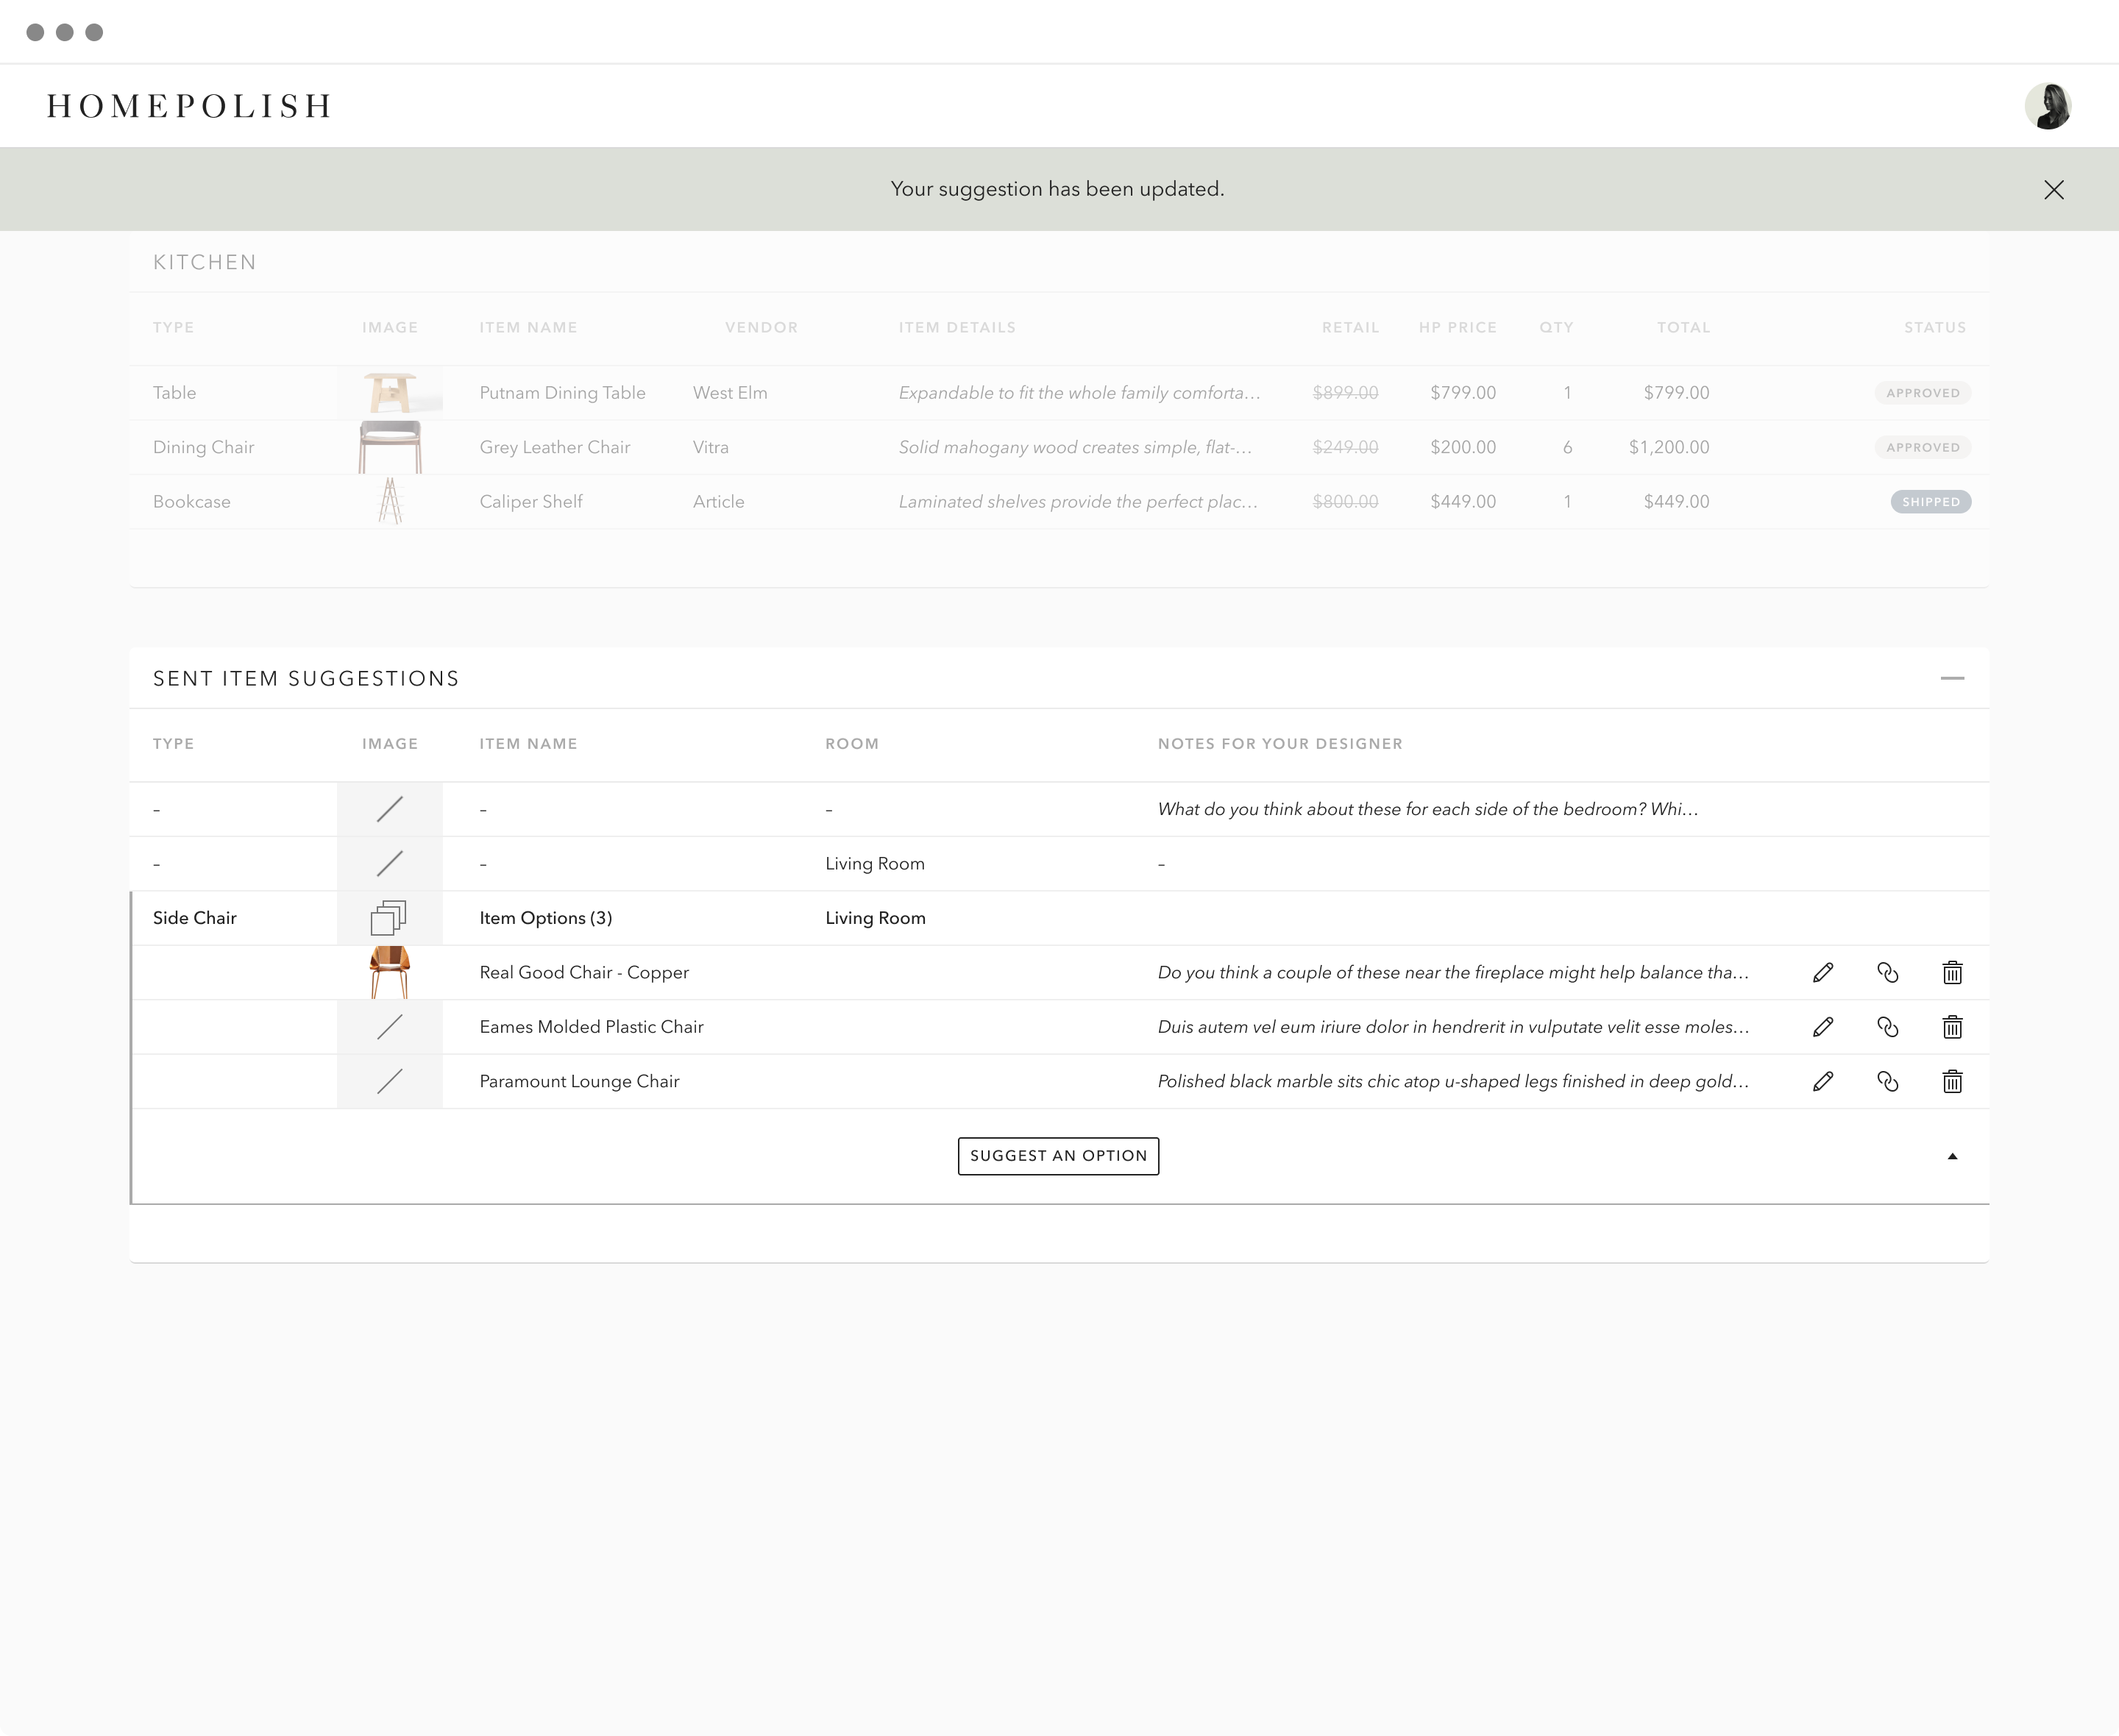 HOMEPOLISH
Your suggestion has been updated.
KITCHEN
TYPE IMAGE ITEM NAME VENDOR ITEM DETAILS RETAIL HP PRICE QTY TOTAL STATUS
Table Putnam Dining Table West Elm Expandable to fit the whole family comforta... $899.00 $799.00 1 $799.00 APPROVED
Dining Chair Grey Leather Chair Vitra Solid mahogany wood creates simple, flat-... $249.00 $200.00 6 $1,200.00 APPROVED
Bookcase Caliper Shelf Article Laminated shelves provide the perfect plac... $800.00 $449.00 1 $449.00 SHIPPED
SENT ITEM SUGGESTIONS
TYPE IMAGE ITEM NAME ROOM NOTES FOR YOUR DESIGNER
– – – What do you think about these for each side of the bedroom? Whi...
– – Living Room –
Side Chair Item Options (3) Living Room
Real Good Chair - Copper Do you think a couple of these near the fireplace might help balance tha...
Eames Molded Plastic Chair Duis autem vel eum iriure dolor in hendrerit in vulputate velit esse moles...
Paramount Lounge Chair Polished black marble sits chic atop u-shaped legs finished in deep gold...
SUGGEST AN OPTION